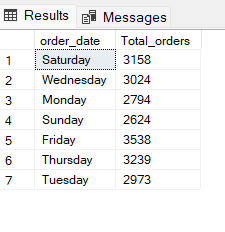 Results Messages
order_date Total_orders
1 Saturday 3158
2 Wednesday 3024
3 Monday 2794
4 Sunday 2624
5 Friday 3538
6 Thursday 3239
7 Tuesday 2973